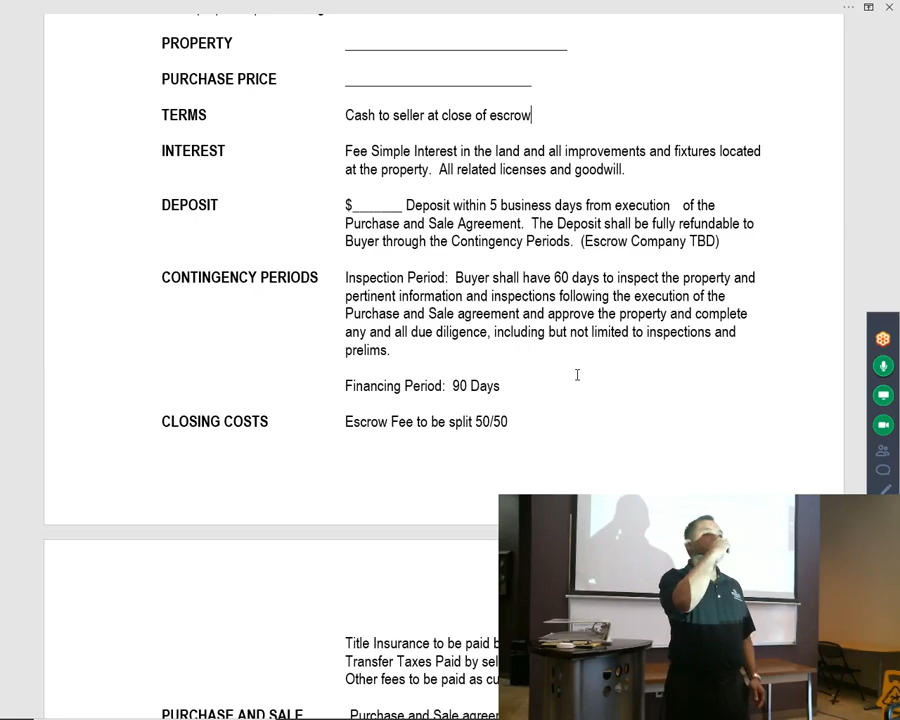 PROPERTY ____________________________
PURCHASE PRICE ________________________
TERMS Cash to seller at close of escrow
INTEREST Fee Simple Interest in the land and all improvements and fixtures located
at the property. All related licenses and goodwill.
DEPOSIT $_______ Deposit within 5 business days from execution of the
Purchase and Sale Agreement. The Deposit shall be fully refundable to
Buyer through the Contingency Periods. (Escrow Company TBD)
CONTINGENCY PERIODS Inspection Period: Buyer shall have 60 days to inspect the property and
pertinent information and inspections following the execution of the
Purchase and Sale agreement and approve the property and complete
any and all due diligence, including but not limited to inspections and
prelims.
Financing Period: 90 Days
CLOSING COSTS Escrow Fee to be split 50/50
Title Insurance to be paid
Transfer Taxes Paid by
Other fees to be paid as
PURCHASE AND SALE Purchase and Sale